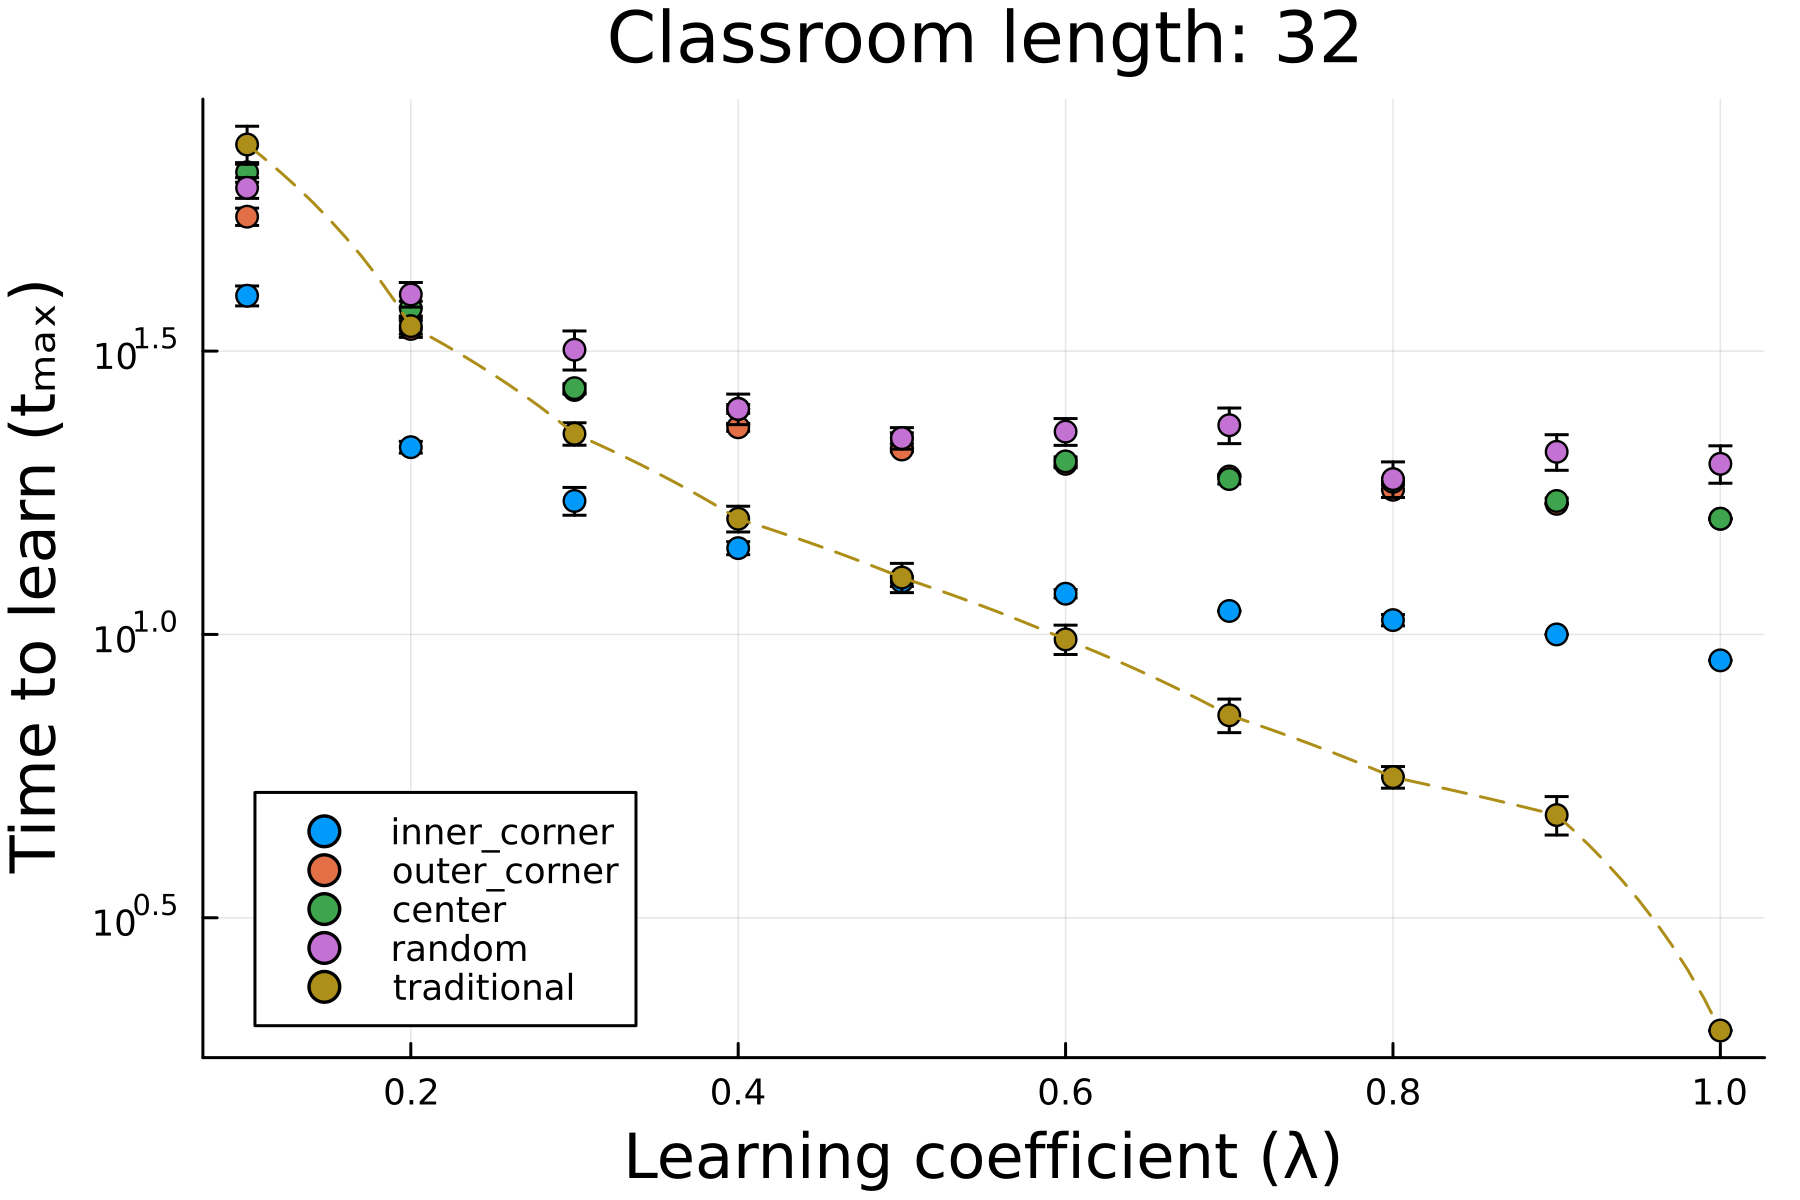 Classroom length: 32
Time to learn (tₘₐₓ)
10^1.5
10^1.0
10^0.5
inner_corner
outer_corner
center
random
traditional
0.2 0.4 0.6 0.8 1.0
Learning coefficient (λ)